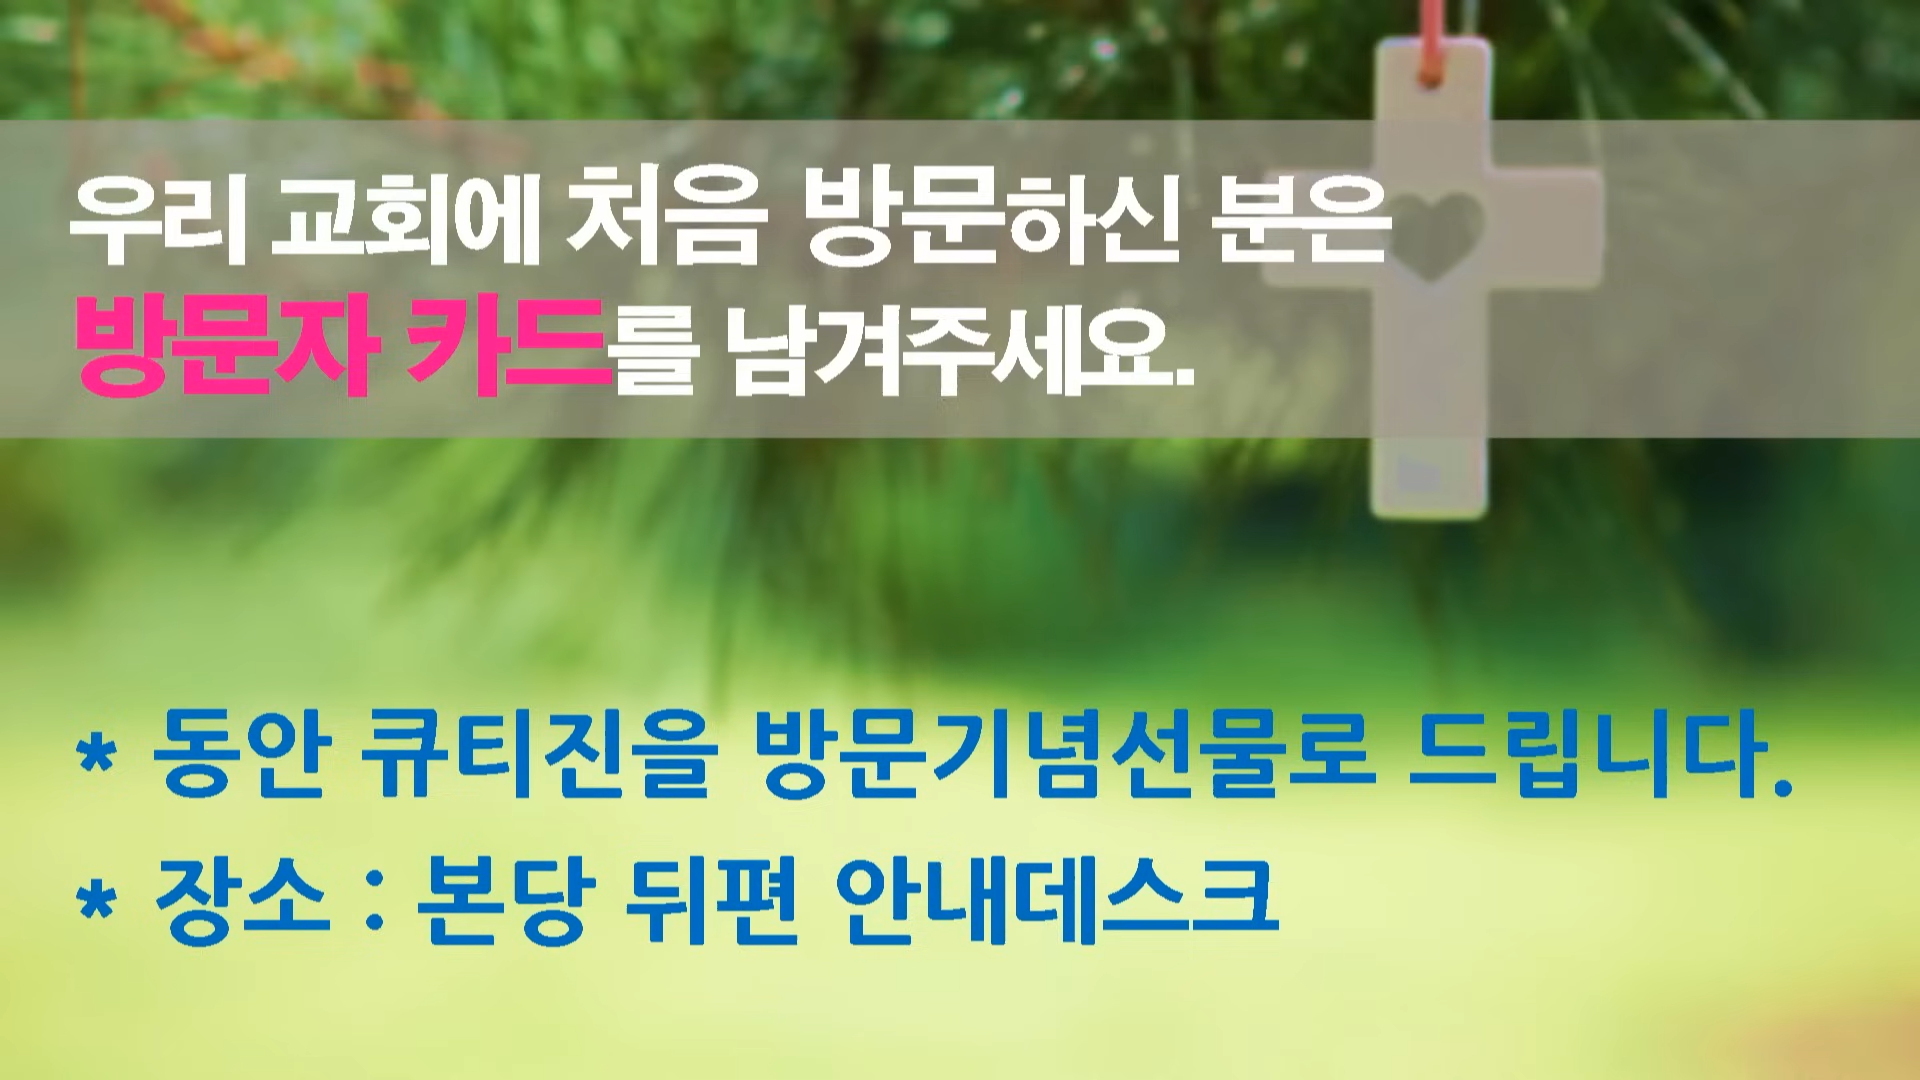 우리 교회에 처음 방문하신 분은
방문자 카드를 남겨주세요.
* 동안 큐티진을 방문기념선물로 드립니다.
* 장소 : 본당 뒤편 안내데스크